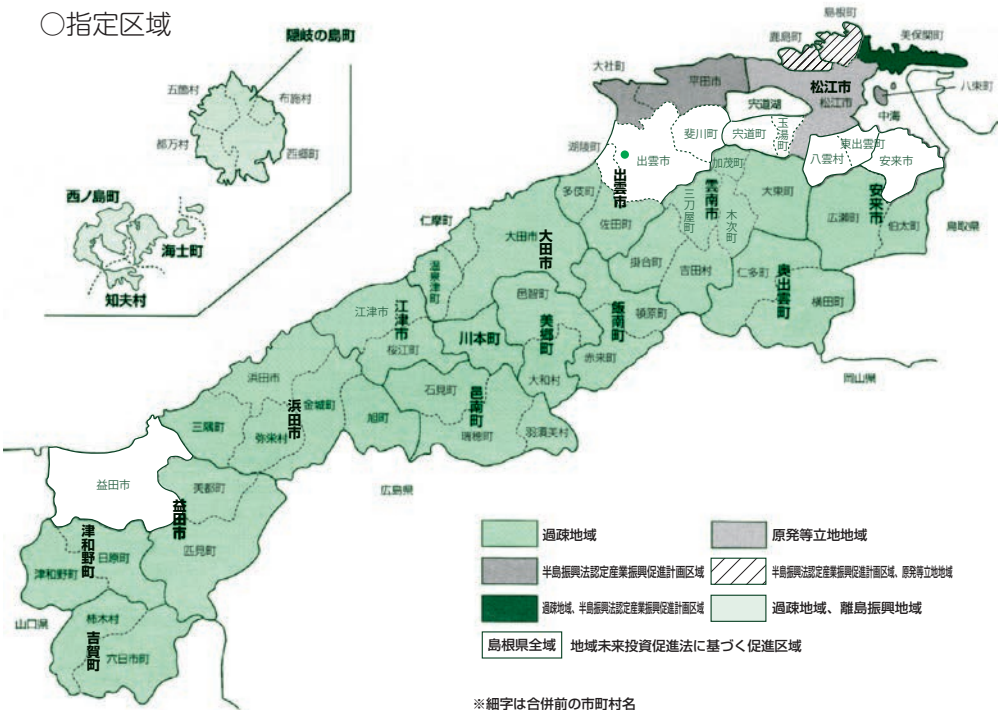 ○指定区域
隠岐の島町
五箇村
布施村
都万村
西郷町
西ノ島町
海士町
知夫村
島根町
鹿島町
美保関町
大社町
平田市
松江市
松江市
八束町
宍道湖
中海
斐川町
宍道町
玉湯町
東出雲町
八雲村
安来市
湖陵町
出雲市
出雲市
加茂町
雲南市
大東町
安来市
広瀬町
伯太町
鳥取県
多伎町
佐田町
三刀屋町
木次町
仁摩町
大田市
大田市
掛合町
吉田村
仁多町
奥出雲町
横田町
温泉津町
邑智町
飯南町
頓原町
江津市
江津市
川本町
美郷町
桜江町
赤来町
大和村
岡山県
浜田市
石見町
邑南町
浜田市
金城町
旭町
三隅町
弥栄村
瑞穂町
羽須美村
益田市
美都町
広島県
益田市
津和野町
日原町
匹見町
津和野町
山口県
柿木村
吉賀町
六日市町
過疎地域
原発等立地地域
半島振興法認定産業振興促進計画区域
半島振興法認定産業振興促進計画区域、原発等立地地域
過疎地域、半島振興法認定産業振興促進計画区域
過疎地域、離島振興地域
島根県全域 地域未来投資促進法に基づく促進区域
※細字は合併前の市町村名